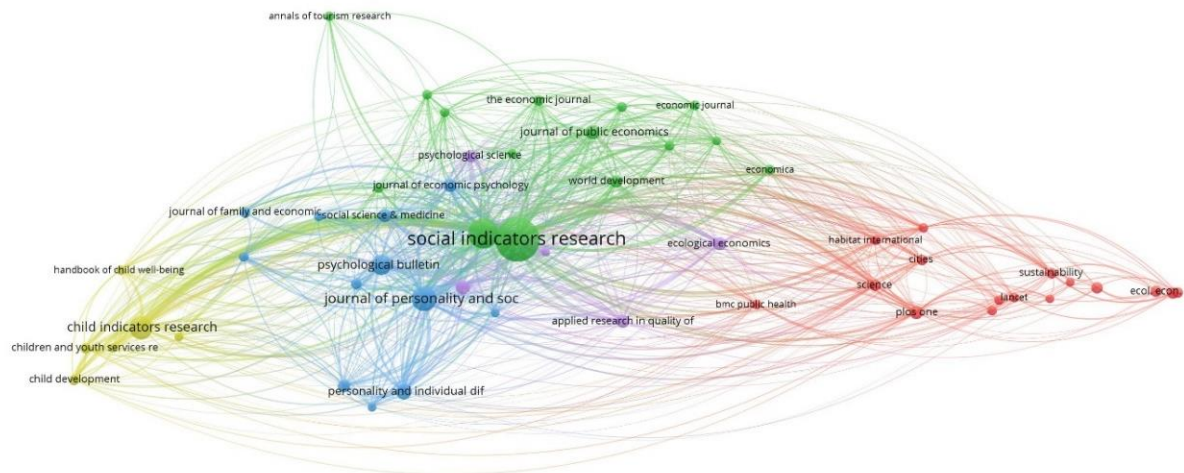 annals of tourism research
the economic journal
economic journal
journal of public economics
psychological science
economica
journal of economic psychology
world development
journal of family and economic
social science & medicine
social indicators research
ecological economics
habitat international
cities
handbook of child well-being
psychological bulletin
sustainability
science
ecol. econ.
journal of personality and soc
lancet
bmc public health
plos one
applied research in quality of
child indicators research
children and youth services re
child development
personality and individual dif